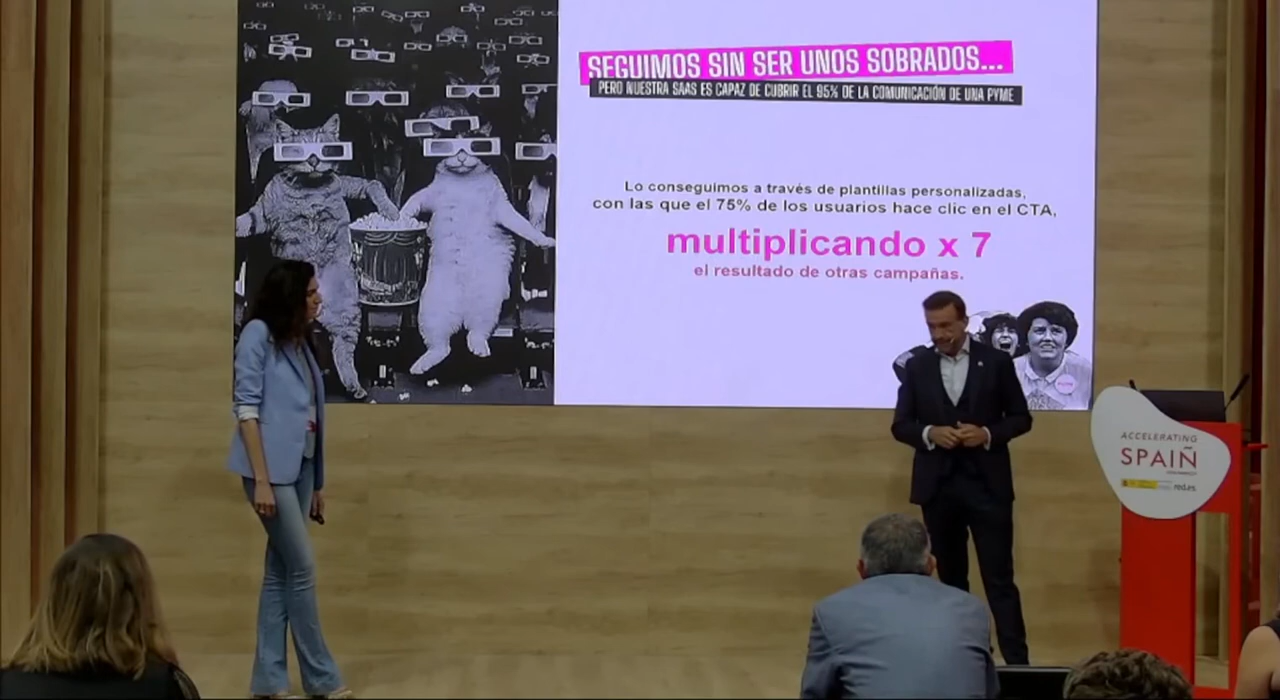 SEGUIMOS SIN SER UNOS SOBRADOS...
PERO NUESTRA SAAS ES CAPAZ DE CUBRIR EL 95% DE LA COMUNICACIÓN DE UNA PYME
Lo conseguimos a través de plantillas personalizadas,
con las que el 75% de los usuarios hace clic en el CTA,
multiplicando x 7
el resultado de otras campañas.
ACCELERATING
SPAIÑ
red.es